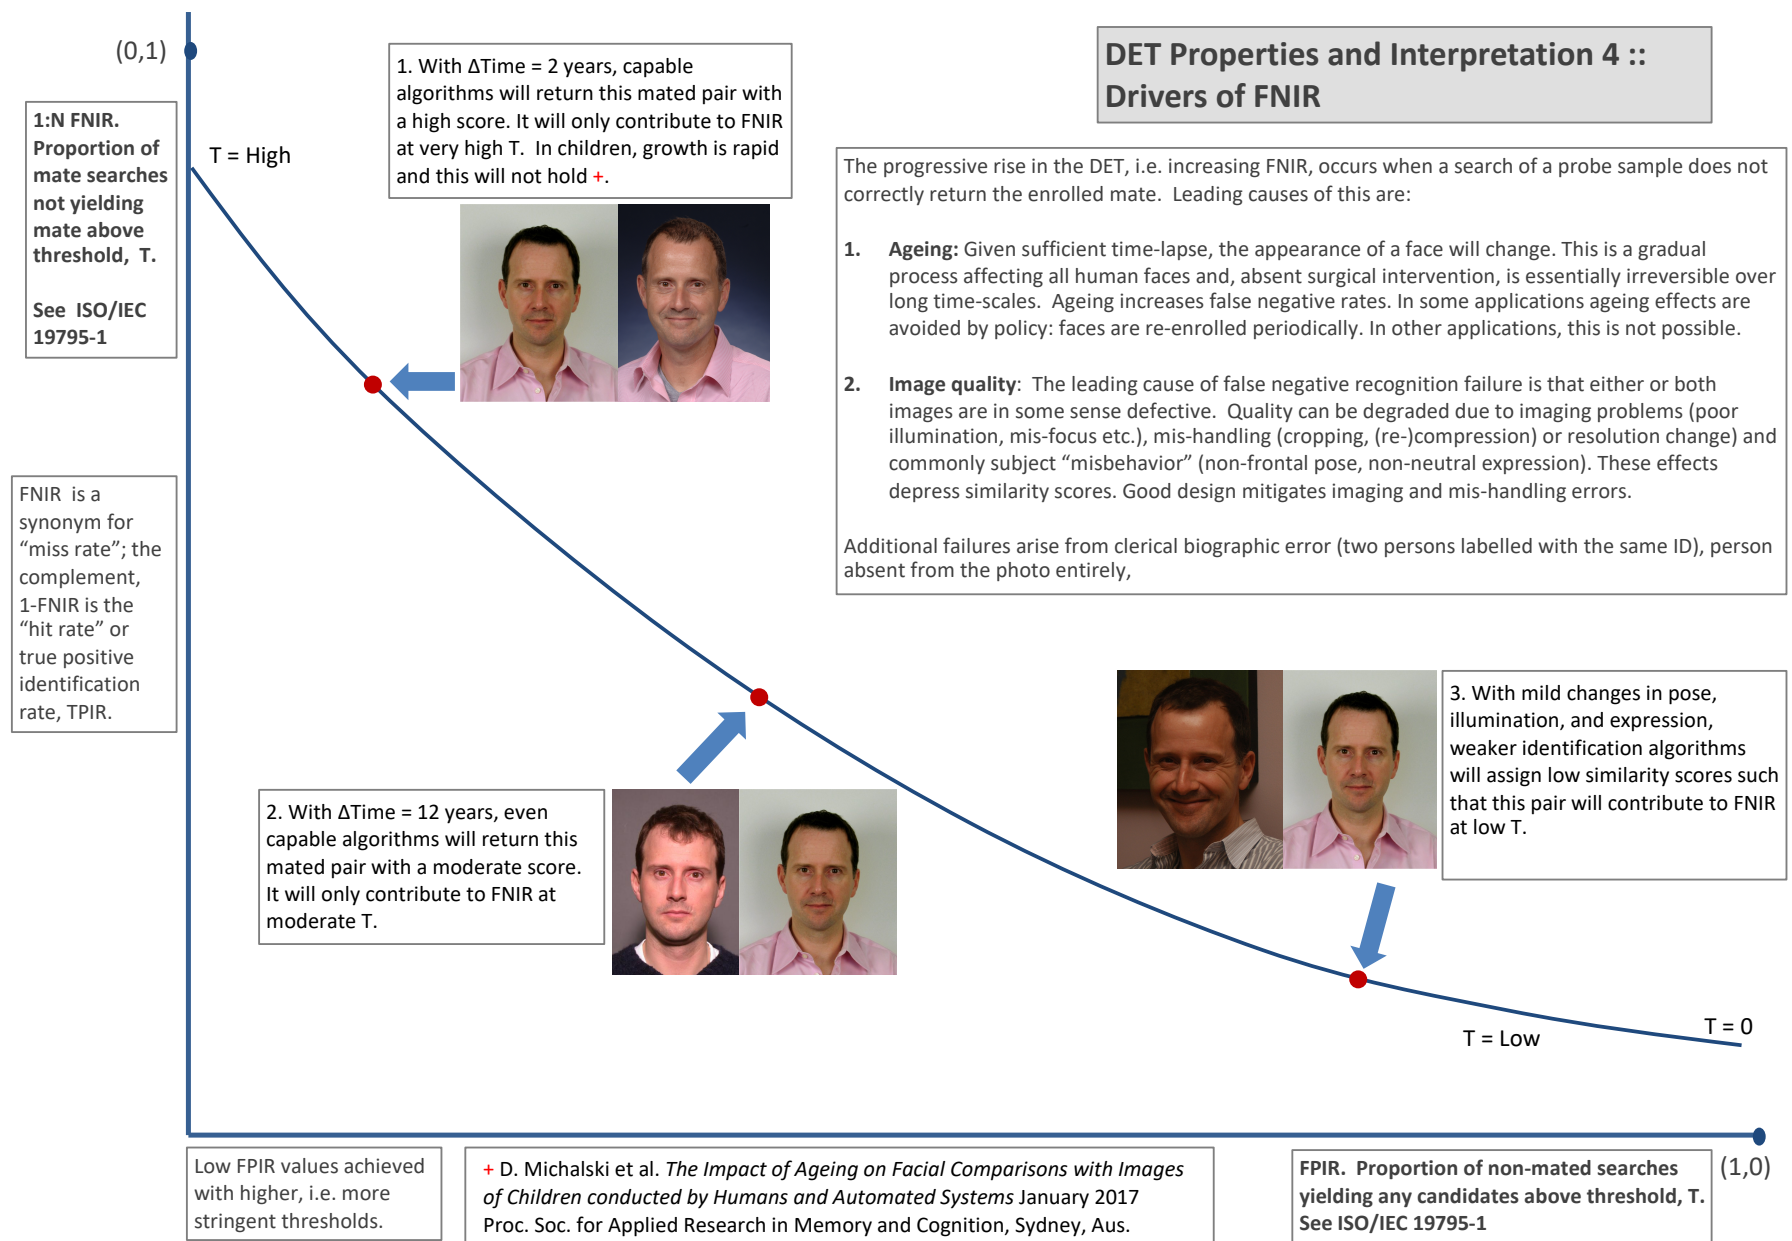 (0,1)
1:N FNIR.
Proportion of
mate searches
not yielding
mate above
threshold, T.
See ISO/IEC
19795-1
T = High
1. With ΔTime = 2 years, capable
algorithms will return this mated pair with
a high score. It will only contribute to FNIR
at very high T. In children, growth is rapid
and this will not hold +.
DET Properties and Interpretation 4 ::
Drivers of FNIR
The progressive rise in the DET, i.e. increasing FNIR, occurs when a search of a probe sample does not
correctly return the enrolled mate. Leading causes of this are:
1. Ageing: Given sufficient time-lapse, the appearance of a face will change. This is a gradual
process affecting all human faces and, absent surgical intervention, is essentially irreversible over
long time-scales. Ageing increases false negative rates. In some applications ageing effects are
avoided by policy: faces are re-enrolled periodically. In other applications, this is not possible.
2. Image quality: The leading cause of false negative recognition failure is that either or both
images are in some sense defective. Quality can be degraded due to imaging problems (poor
illumination, mis-focus etc.), mis-handling (cropping, (re-)compression) or resolution change) and
commonly subject “misbehavior” (non-frontal pose, non-neutral expression). These effects
depress similarity scores. Good design mitigates imaging and mis-handling errors.
Additional failures arise from clerical biographic error (two persons labelled with the same ID), person
absent from the photo entirely,
FNIR is a
synonym for
“miss rate”; the
complement,
1-FNIR is the
“hit rate” or
true positive
identification
rate, TPIR.
2. With ΔTime = 12 years, even
capable algorithms will return this
mated pair with a moderate score.
It will only contribute to FNIR at
moderate T.
3. With mild changes in pose,
illumination, and expression,
weaker identification algorithms
will assign low similarity scores such
that this pair will contribute to FNIR
at low T.
T = Low
T = 0
Low FPIR values achieved
with higher, i.e. more
stringent thresholds.
+ D. Michalski et al. The Impact of Ageing on Facial Comparisons with Images
of Children conducted by Humans and Automated Systems January 2017
Proc. Soc. for Applied Research in Memory and Cognition, Sydney, Aus.
FPIR. Proportion of non-mated searches
yielding any candidates above threshold, T.
See ISO/IEC 19795-1
(1,0)